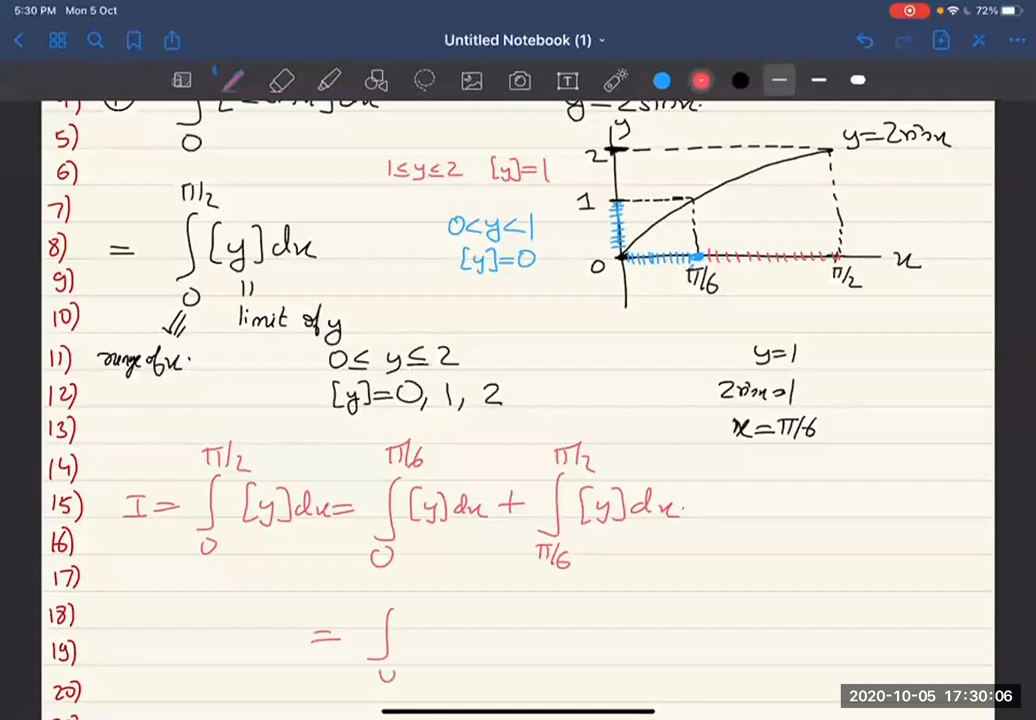 5:30 PM Mon 5 Oct
72%
Untitled Notebook (1)
T
5)
0
y
y=2sinx
6)
1≤y≤2 [y]=1
2
7)
π/2
1
8)
= ∫ [y]dx
0<y<1
[y]=0
0
π/6
π/2
x
9)
0
||
10)
limit of y
11)
range of x.
0≤ y≤ 2
y=1
12)
[y]=0, 1, 2
2sinx=1
13)
x=π/6
14)
π/2
π/6
π/2
15)
I = ∫ [y]dx= ∫ [y]dx + ∫ [y]dx.
16)
0
0
π/6
17)
18)
= ∫
19)
20)
2020-10-05 17:30:06